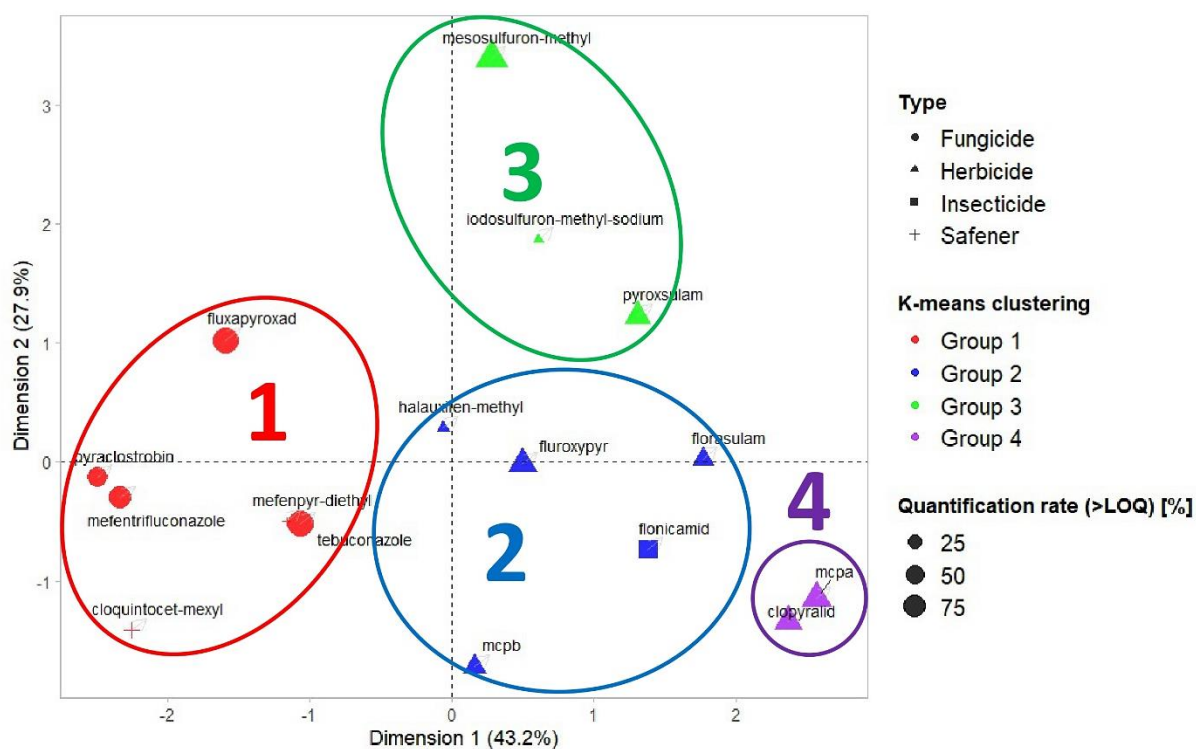 mesosulfuron-methyl
3
iodosulfuron-methyl-sodium
pyroxsulam
fluxapyroxad
1
pyraclostrobin
mefentrifluconazole
mefenpyr-diethyl
tebuconazole
cloquintocet-mexyl
halauxifen-methyl
fluroxypyr
florasulam
2
flonicamid
mcpb
4
mcpa
clopyralid
Dimension 2 (27.9%)
3
2
1
0
-1
-2
-1
0
1
2
Dimension 1 (43.2%)
Type
Fungicide
Herbicide
Insecticide
Safener
K-means clustering
Group 1
Group 2
Group 3
Group 4
Quantification rate (>LOQ) [%]
25
50
75